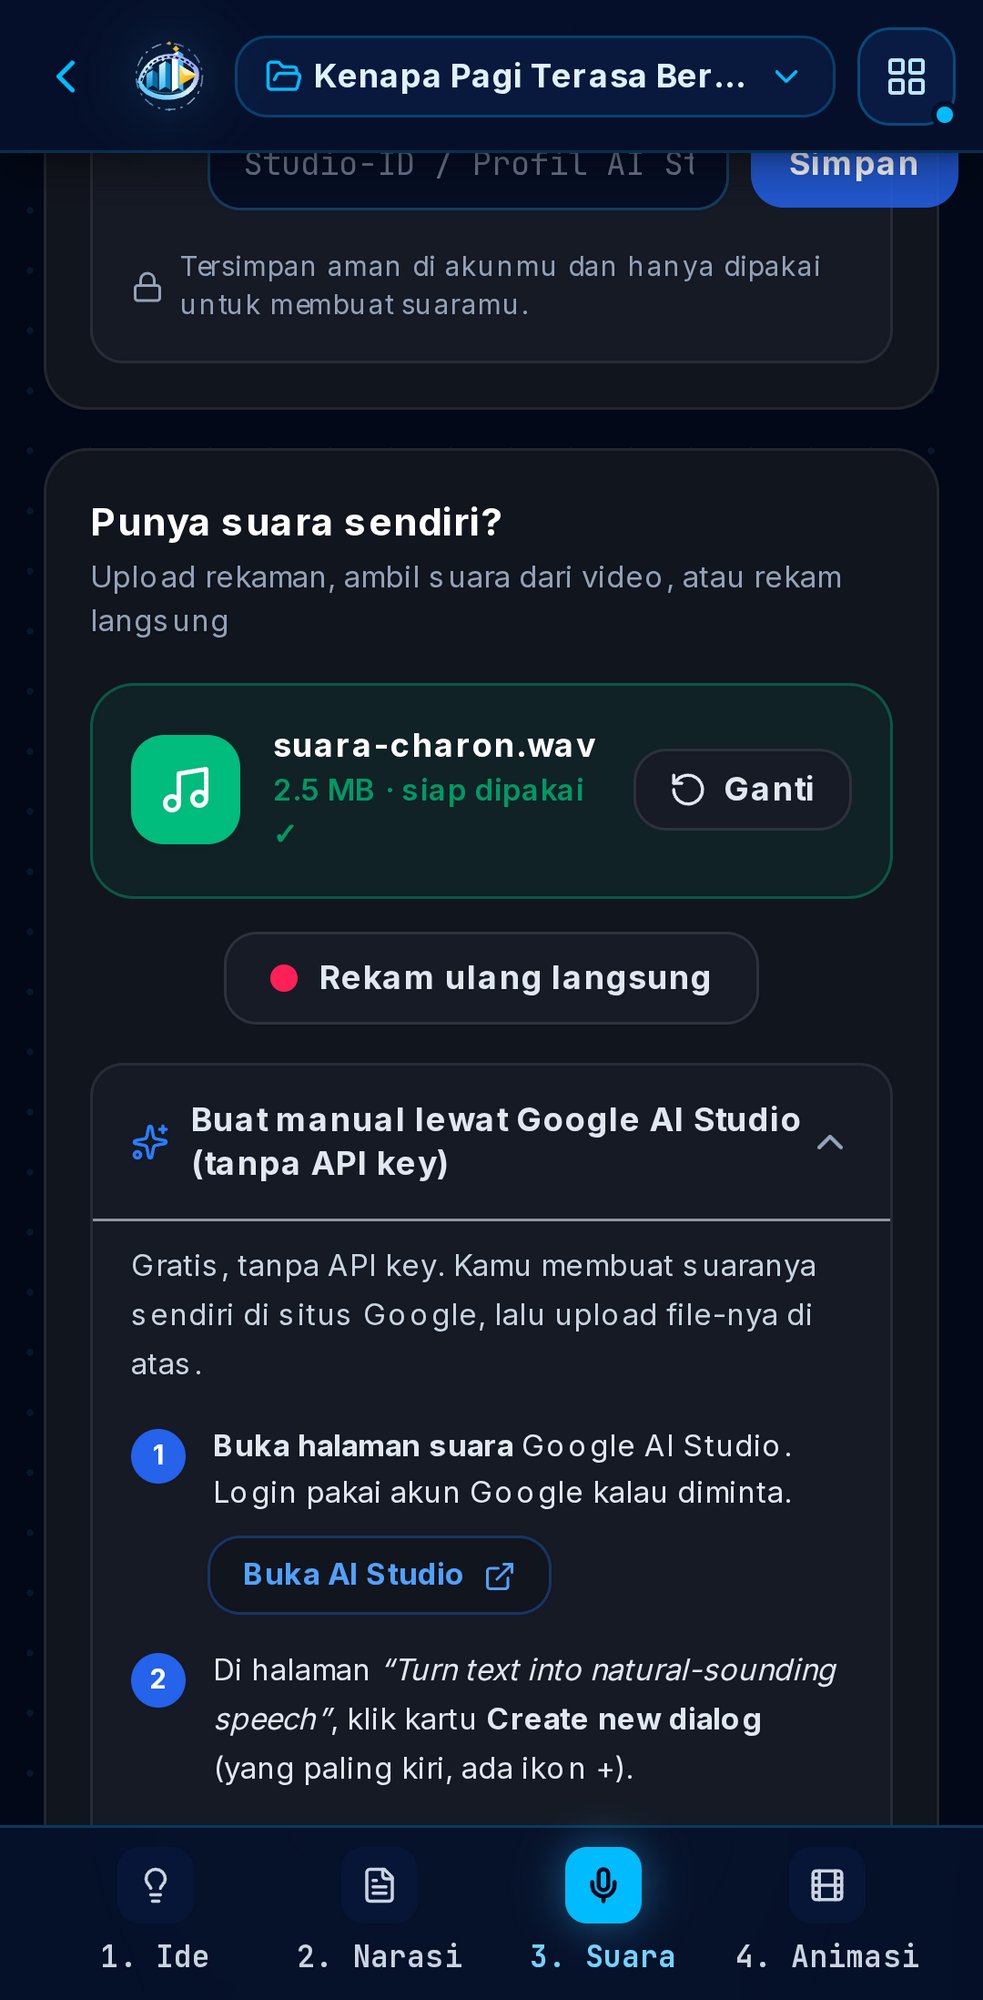 Kenapa Pagi Terasa Ber...
Studio-ID / Profil AI St
Simpan
Tersimpan aman di akunmu dan hanya dipakai
untuk membuat suaramu.
Punya suara sendiri?
Upload rekaman, ambil suara dari video, atau rekam
langsung
suara-charon.wav
2.5 MB · siap dipakai
✓
Ganti
Rekam ulang langsung
Buat manual lewat Google AI Studio
(tanpa API key)
Gratis, tanpa API key. Kamu membuat suaranya
sendiri di situs Google, lalu upload file-nya di
atas.
1 Buka halaman suara Google AI Studio.
Login pakai akun Google kalau diminta.
Buka AI Studio
2 Di halaman “Turn text into natural-sounding
speech”, klik kartu Create new dialog
(yang paling kiri, ada ikon +).
1. Ide 2. Narasi 3. Suara 4. Animasi